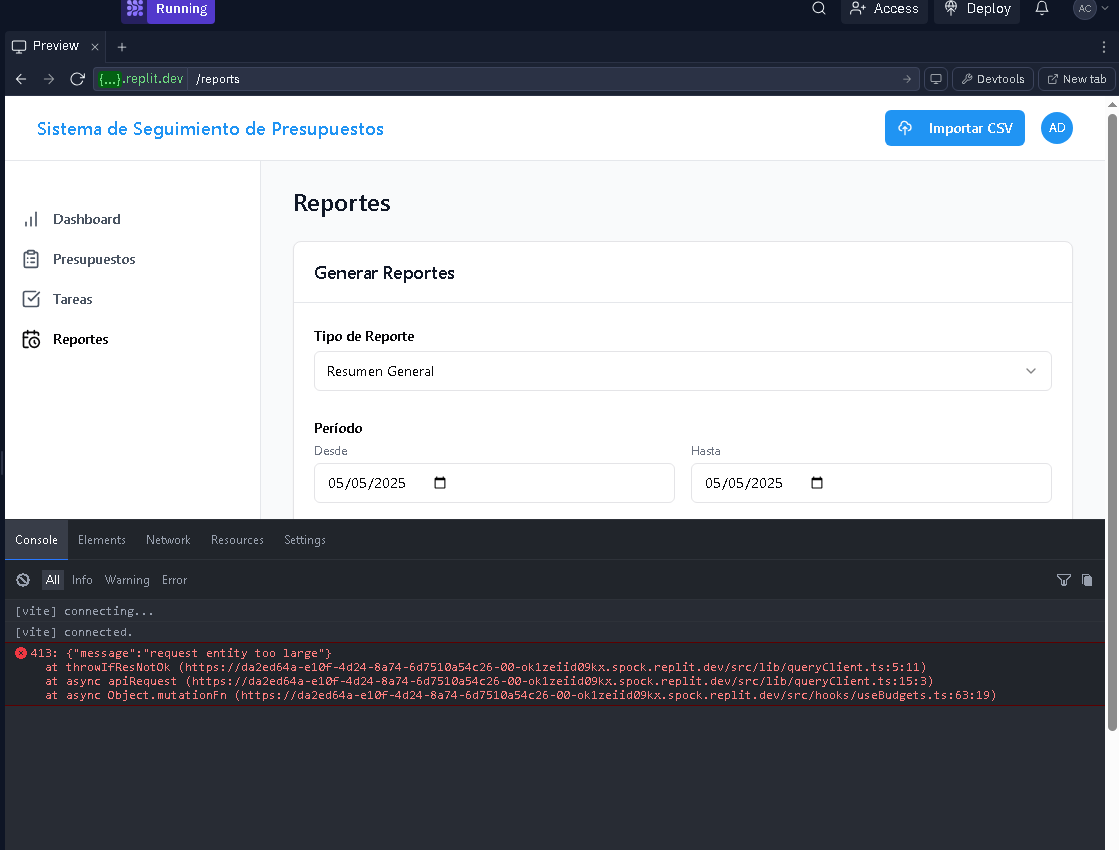 Running
Access
Deploy
AC
Preview
{...}.replit.dev /reports
Devtools
New tab
Sistema de Seguimiento de Presupuestos
Importar CSV
AD
Dashboard
Presupuestos
Tareas
Reportes
Reportes
Generar Reportes
Tipo de Reporte
Resumen General
Período
Desde
Hasta
05/05/2025
05/05/2025
Console Elements Network Resources Settings
All Info Warning Error
[vite] connecting...
[vite] connected.
413: {"message":"request entity too large"}
at throwIfResNotOk (https://da2ed64a-e10f-4d24-8a74-6d7510a54c26-00-ok1zeiid09kx.spock.replit.dev/src/lib/queryClient.ts:5:11)
at async apiRequest (https://da2ed64a-e10f-4d24-8a74-6d7510a54c26-00-ok1zeiid09kx.spock.replit.dev/src/lib/queryClient.ts:15:3)
at async Object.mutationFn (https://da2ed64a-e10f-4d24-8a74-6d7510a54c26-00-ok1zeiid09kx.spock.replit.dev/src/hooks/useBudgets.ts:63:19)